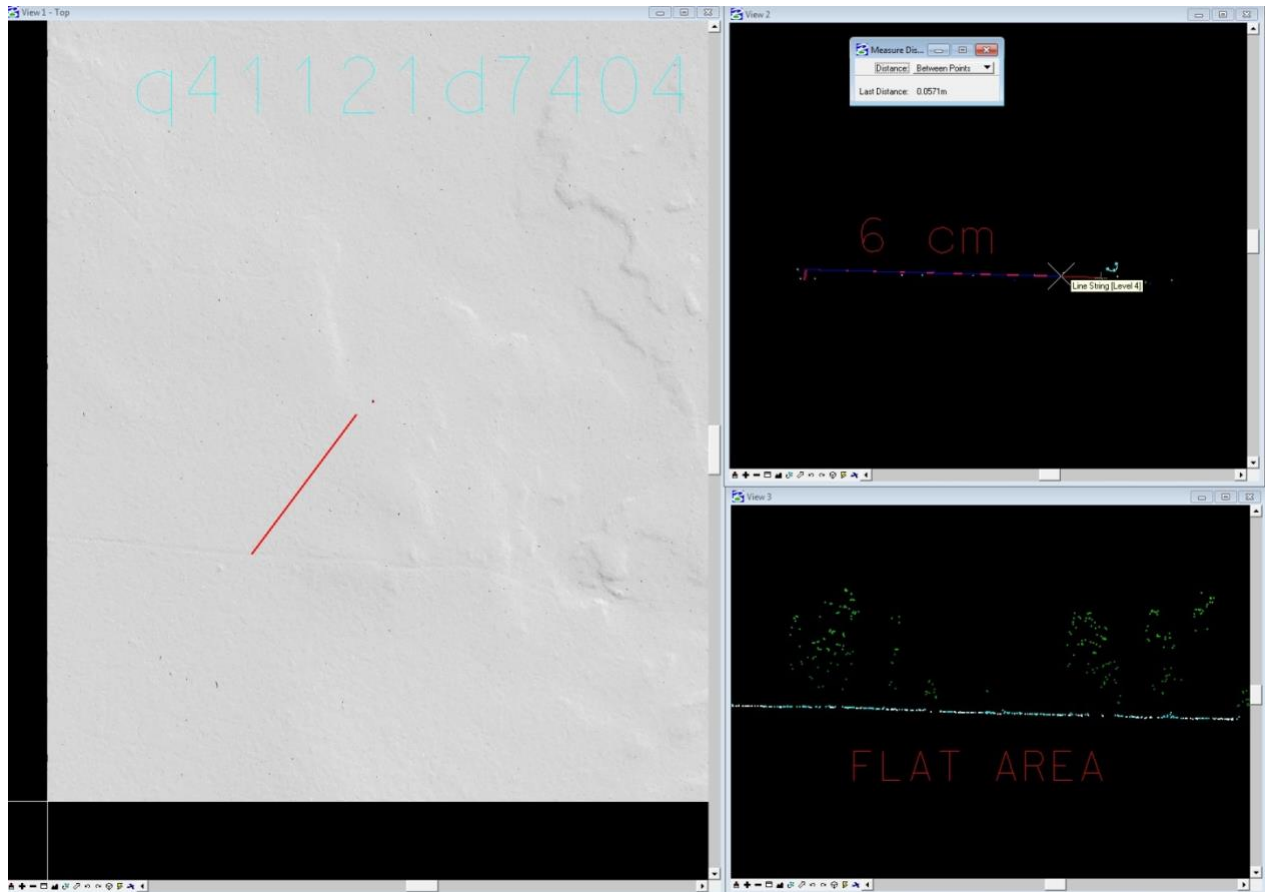 View 1 - Top
q41121d7404
View 2
Measure Dis...
Distance: Between Points
Last Distance: 0.0571m
6 cm
Line String [Level 4]
View 3
FLAT AREA